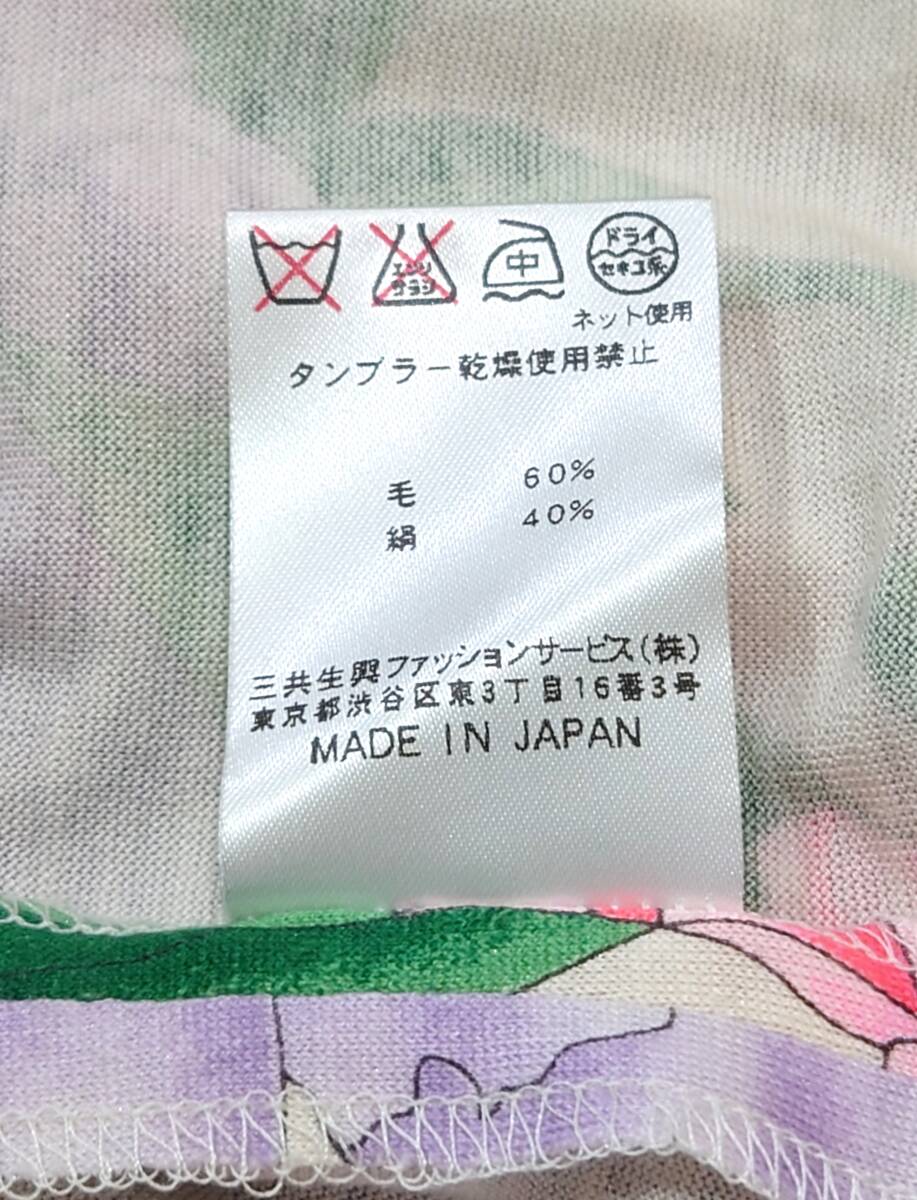 エンソ
サラシ
中
ドライ
セキユ系
ネット使用
タンブラー乾燥使用禁止
毛 60%
絹 40%
三共生興ファッションサービス(株)
東京都渋谷区東3丁目16番3号
MADE IN JAPAN